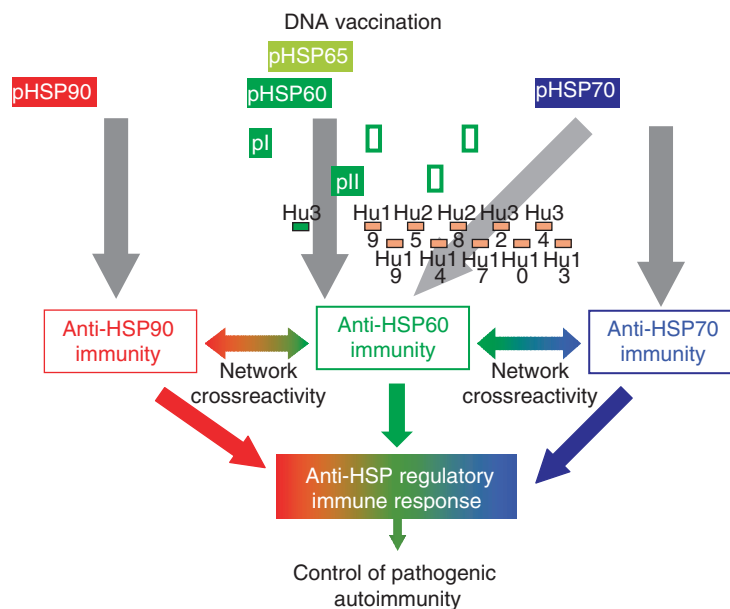 DNA vaccination
pHSP65
pHSP90
pHSP60
pHSP70
pI
pII
Hu3
Hu1 Hu2 Hu2 Hu3 Hu3
9 5 8 2 4
Hu1 Hu1 Hu1 Hu1 Hu1
9 4 7 0 3
Anti-HSP90
immunity
Anti-HSP60
immunity
Anti-HSP70
immunity
Network
crossreactivity
Network
crossreactivity
Anti-HSP regulatory
immune response
Control of pathogenic
autoimmunity